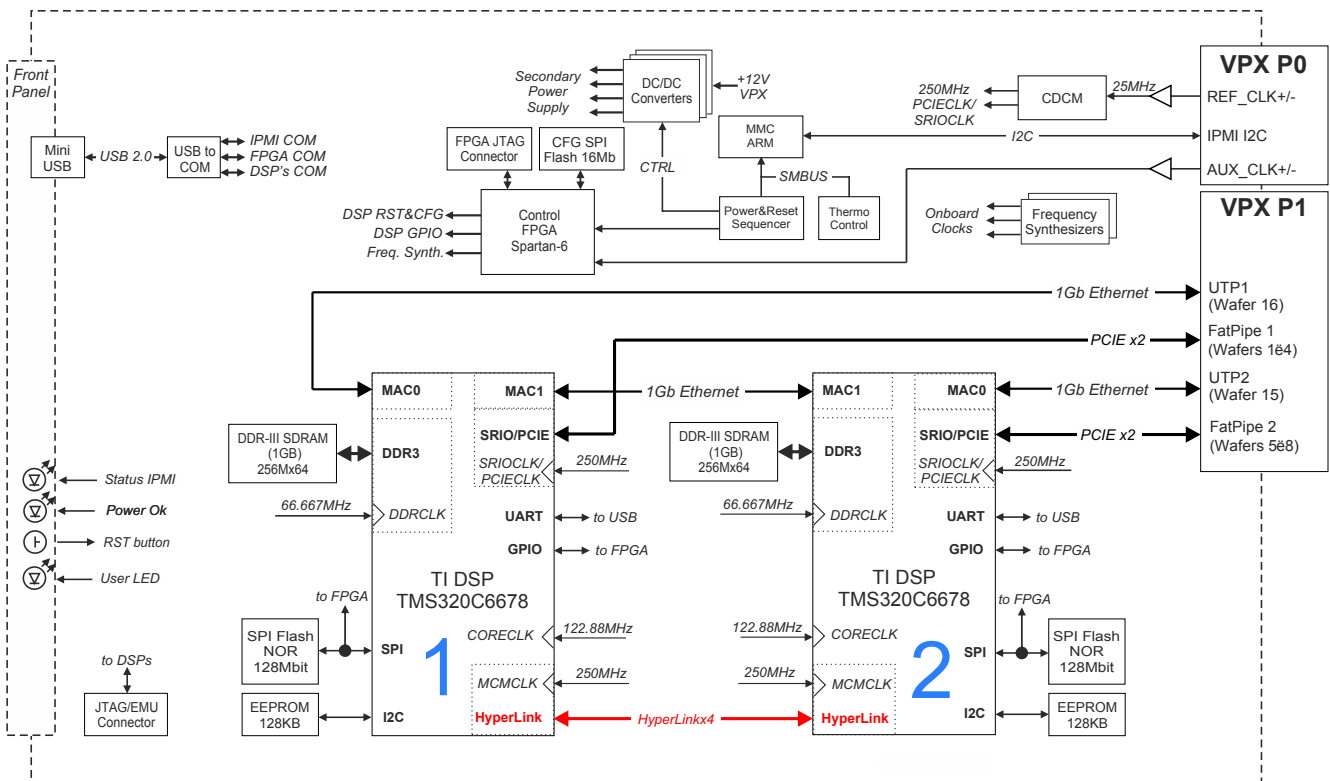 Front
Panel
Mini
USB
USB 2.0
USB to
COM
IPMI COM
FPGA COM
DSP's COM
Secondary
Power
Supply
DC/DC
Converters
+12V
VPX
FPGA JTAG
Connector
CFG SPI
Flash 16Mb
CTRL
MMC
ARM
SMBUS
Power&Reset
Sequencer
Thermo
Control
DSP RST&CFG
DSP GPIO
Freq. Synth.
Control
FPGA
Spartan-6
250MHz
PCIECLK/
SRIOCLK
CDCM
25MHz
I2C
VPX P0
REF_CLK+/-
IPMI I2C
AUX_CLK+/-
Onboard
Clocks
Frequency
Synthesizers
VPX P1
UTP1
(Wafer 16)
FatPipe 1
(Wafers 1ë4)
UTP2
(Wafer 15)
FatPipe 2
(Wafers 5ë8)
1Gb Ethernet
PCIE x2
1Gb Ethernet
1Gb Ethernet
PCIE x2
MAC0
MAC1
DDR-III SDRAM
(1GB)
256Mx64
DDR3
SRIO/PCIE
SRIOCLK/
PCIECLK
250MHz
66.667MHz
DDRCLK
UART
to USB
GPIO
to FPGA
TI DSP
TMS320C6678
1
to FPGA
SPI Flash
NOR
128Mbit
SPI
CORECLK
122.88MHz
MCMCLK
250MHz
EEPROM
128KB
I2C
HyperLink
HyperLinkx4
MAC1
MAC0
DDR-III SDRAM
(1GB)
256Mx64
DDR3
SRIO/PCIE
SRIOCLK/
PCIECLK
250MHz
66.667MHz
DDRCLK
UART
to USB
GPIO
to FPGA
TI DSP
TMS320C6678
2
122.88MHz
CORECLK
250MHz
MCMCLK
HyperLink
to FPGA
SPI
SPI Flash
NOR
128Mbit
I2C
EEPROM
128KB
Status IPMI
Power Ok
RST button
User LED
to DSPs
JTAG/EMU
Connector